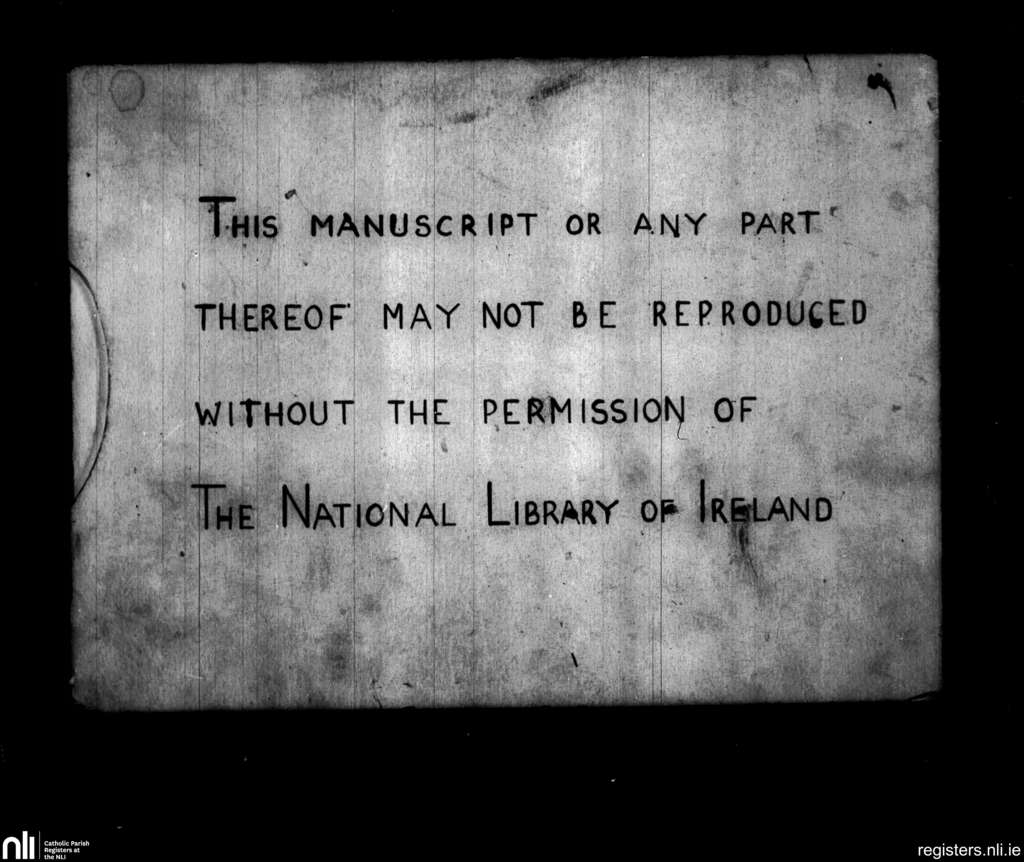 THIS MANUSCRIPT OR ANY PART
THEREOF MAY NOT BE REPRODUCED
WITHOUT THE PERMISSION OF
THE NATIONAL LIBRARY OF IRELAND
nli
Catholic Parish
Registers at
the NLI
registers.nli.ie